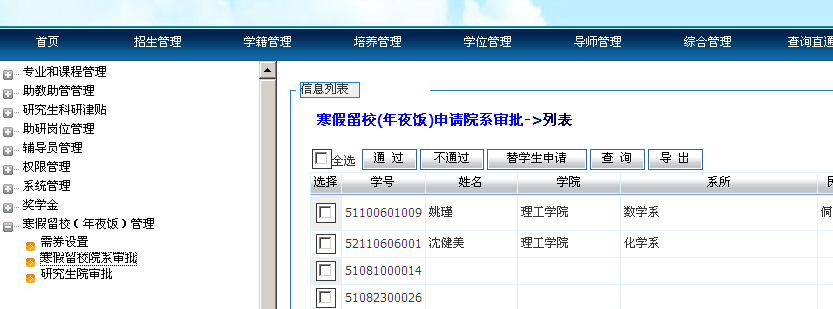 首页 招生管理 学籍管理 培养管理 学位管理 导师管理 综合管理 查询直通
专业和课程管理
助教助管管理
研究生科研津贴
助研岗位管理
辅导员管理
权限管理
系统管理
奖学金
寒假留校(年夜饭)管理
需券设置
寒假留校院系审批
研究生院审批
信息列表
寒假留校(年夜饭)申请院系审批->列表
全选 通 过 不通过 替学生申请 查 询 导 出
选择 学号 姓名 学院 系所
51100601009 姚瑾 理工学院 数学系
52110606001 沈健美 理工学院 化学系
51081000014
51082300026